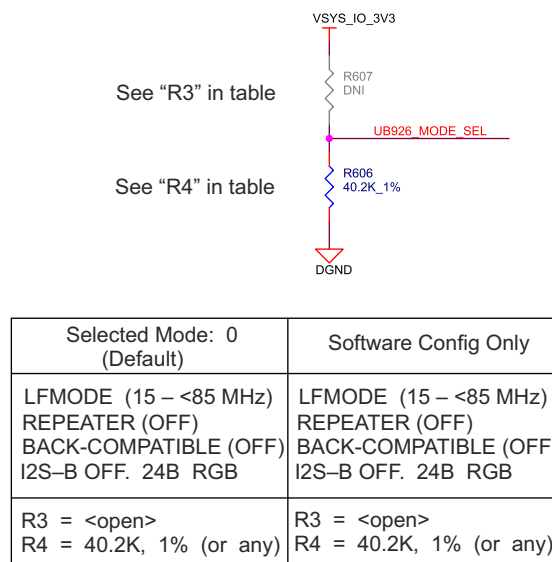 VSYS_IO_3V3
R607
DNI
See “R3” in table
UB926_MODE_SEL
R606
40.2K_1%
See “R4” in table
DGND
Selected Mode: 0
(Default)
Software Config Only
LFMODE (15 – <85 MHz)
REPEATER (OFF)
BACK-COMPATIBLE (OFF)
I2S–B OFF. 24B RGB
LFMODE (15 – <85 MHz)
REPEATER (OFF)
BACK-COMPATIBLE (OFF
I2S–B OFF. 24B RGB
R3 = <open>
R4 = 40.2K, 1% (or any)
R3 = <open>
R4 = 40.2K, 1% (or any)